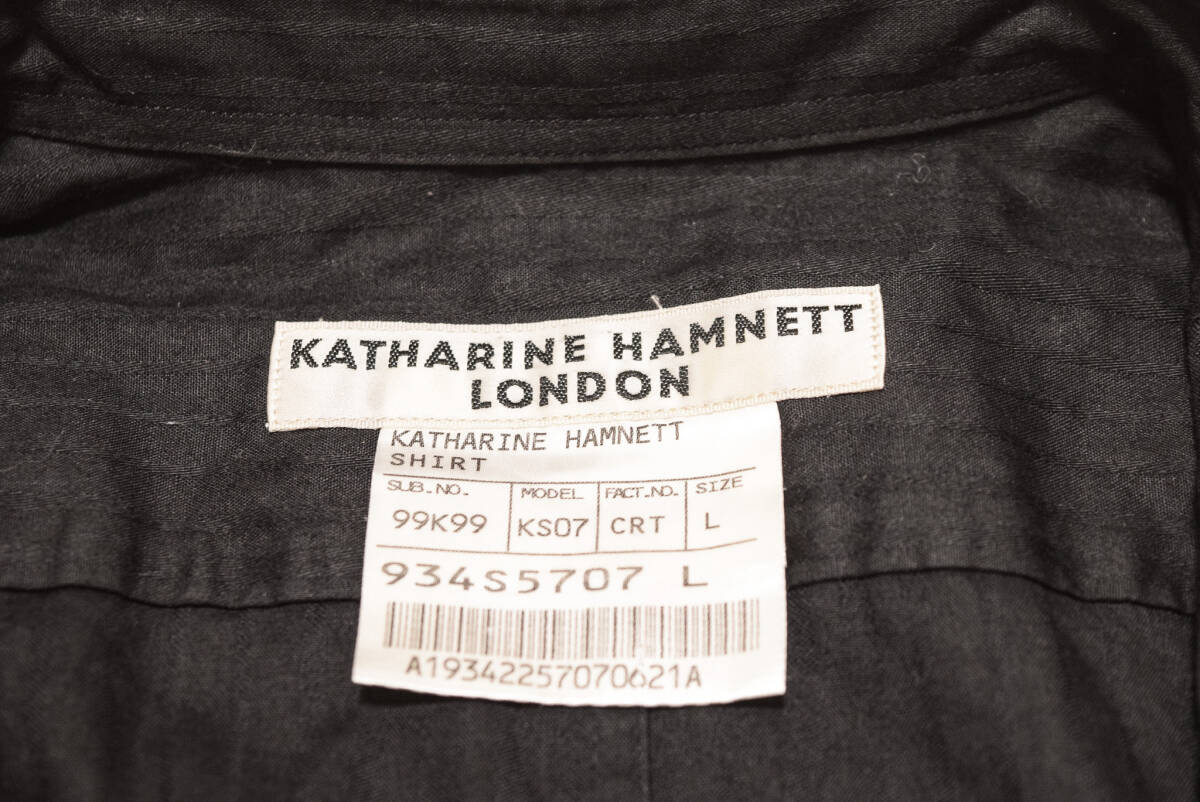 KATHARINE HAMNETT
LONDON
KATHARINE HAMNETT
SHIRT
SUB.NO. MODEL FACT.NO. SIZE
99K99 KS07 CRT L
934S5707 L
A19342257070621A